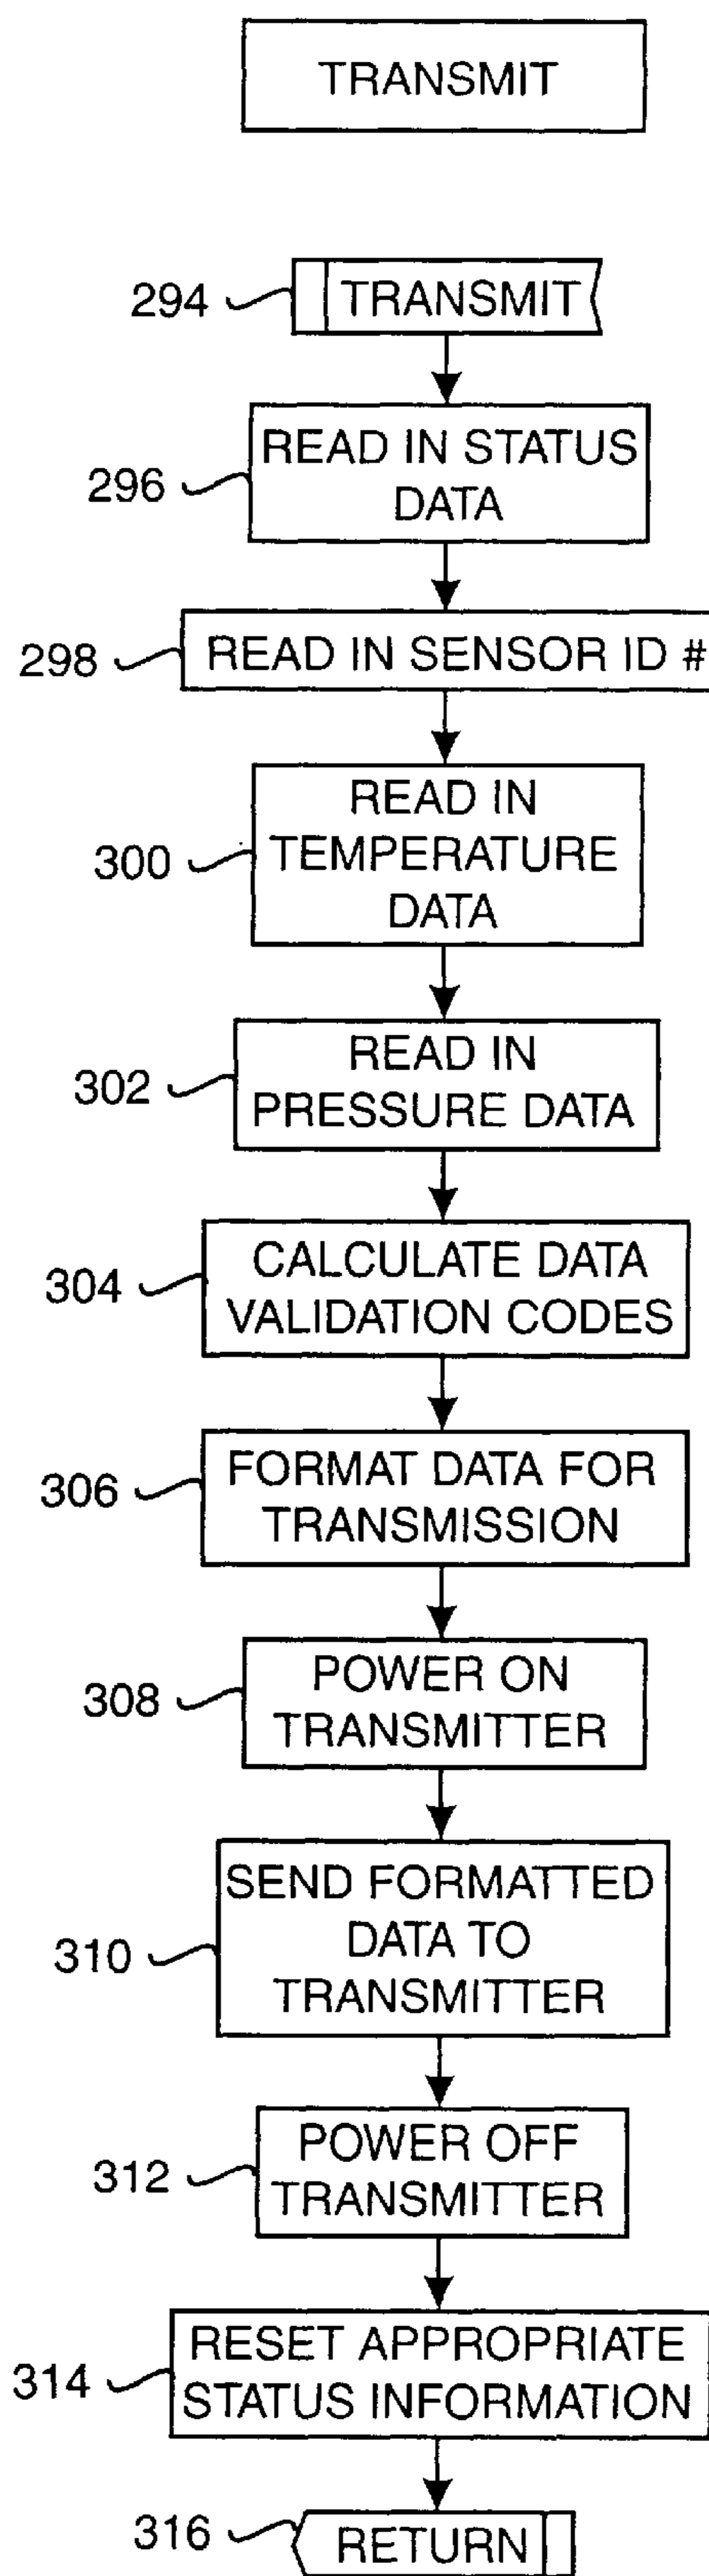 TRANSMIT
294 TRANSMIT
296 READ IN STATUS
DATA
298 READ IN SENSOR ID #
READ IN
300 TEMPERATURE
DATA
READ IN
302 PRESSURE DATA
304 CALCULATE DATA
VALIDATION CODES
306 FORMAT DATA FOR
TRANSMISSION
308 POWER ON
TRANSMITTER
SEND FORMATTED
310 DATA TO
TRANSMITTER
312 POWER OFF
TRANSMITTER
314 RESET APPROPRIATE
STATUS INFORMATION
316 RETURN